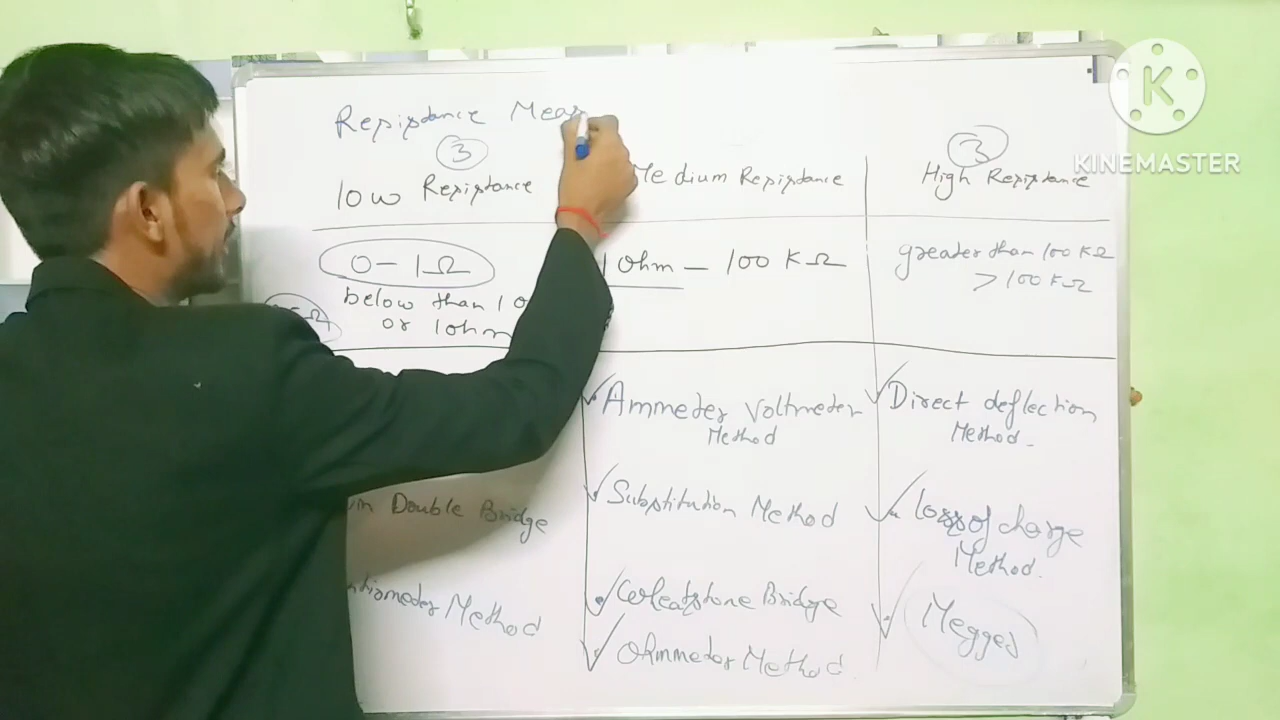 Resistance Meas
3
low Resistance
Medium Resistance
3
High Resistance
0 - 1Ω
below than 1
or 1ohm
1 ohm - 100 KΩ
greater than 100 KΩ
> 100 KΩ
Ammeter Voltmeter
Method
Direct deflection
Method.
Double Bridge
Substitution Method
Loss of charge
Method.
Method
Wheatstone Bridge
Megger
Ohmmeter Method
K
KINEMASTER